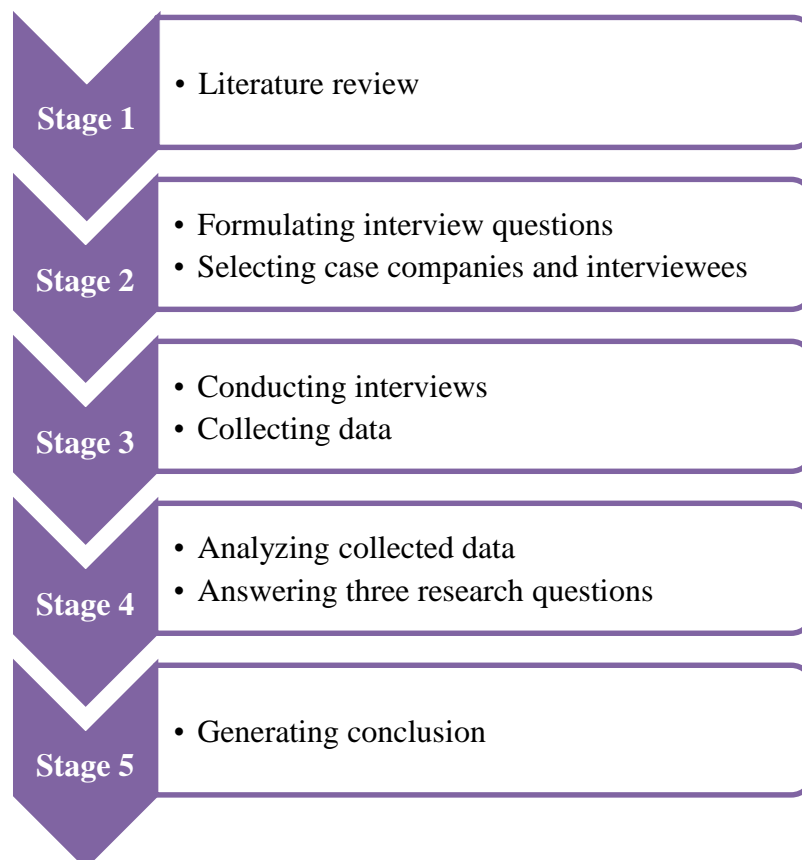 Stage 1
• Literature review
Stage 2
• Formulating interview questions
• Selecting case companies and interviewees
Stage 3
• Conducting interviews
• Collecting data
Stage 4
• Analyzing collected data
• Answering three research questions
Stage 5
• Generating conclusion